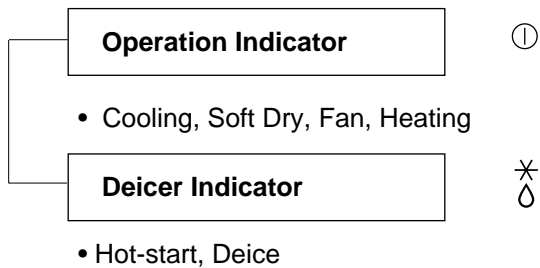 Operation Indicator
• Cooling, Soft Dry, Fan, Heating
Deicer Indicator
• Hot-start, Deice